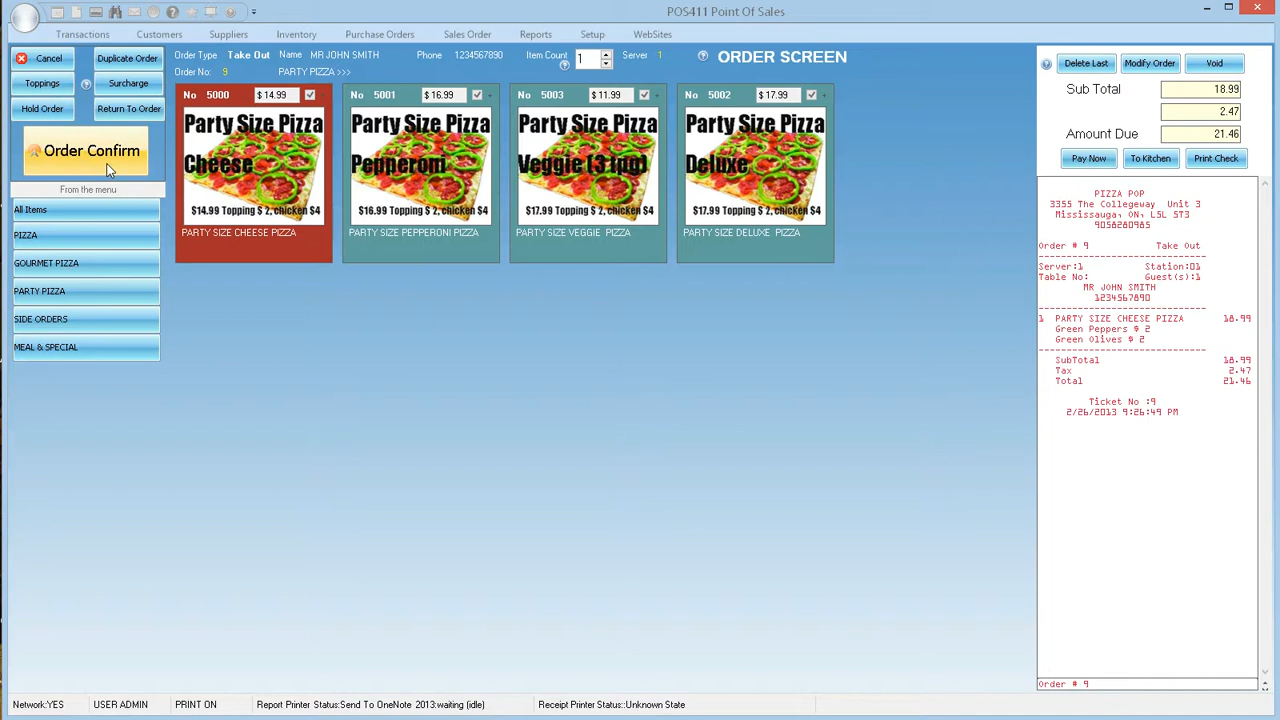 POS411 Point Of Sales
Transactions Customers Suppliers Inventory Purchase Orders Sales Order Reports Setup WebSites
Cancel Duplicate Order
Toppings Surcharge
Hold Order Return To Order
Order Confirm
From the menu
All Items
PIZZA
GOURMET PIZZA
PARTY PIZZA
SIDE ORDERS
MEAL & SPECIAL
Order Type Take Out Name MR JOHN SMITH Phone 1234567890 Item Count 1 Server 1 ORDER SCREEN
Order No: 9 PARTY PIZZA >>>
No 5000 $ 14.99
Party Size Pizza
Cheese
$14.99 Topping $ 2, chicken $4
PARTY SIZE CHEESE PIZZA
No 5001 $ 16.99
Party Size Pizza
Pepperoni
$16.99 Topping $ 2, chicken $4
PARTY SIZE PEPPERONI PIZZA
No 5003 $ 11.99
Party Size Pizza
Veggie (3 tpg)
$17.99 Topping $ 2, chicken $4
PARTY SIZE VEGGIE PIZZA
No 5002 $ 17.99
Party Size Pizza
Deluxe
$17.99 Topping $ 2, chicken $4
PARTY SIZE DELUXE PIZZA
Delete Last Modify Order Void
Sub Total 18.99
2.47
Amount Due 21.46
Pay Now To Kitchen Print Check
PIZZA POP
3355 The Collegeway Unit 3
Mississauga, ON, L5L 5T3
9058280985
Order # 9 Take Out
Server:1 Station:01
Table No: Guest(s):1
MR JOHN SMITH
1234567890
1 PARTY SIZE CHEESE PIZZA 18.99
Green Peppers $ 2
Green Olives $ 2
SubTotal 18.99
Tax 2.47
Total 21.46
Ticket No :9
2/26/2013 9:26:49 PM
Order # 9
Network:YES USER ADMIN PRINT ON Report Printer Status:Send To OneNote 2013:waiting (idle) Receipt Printer Status::Unknown State